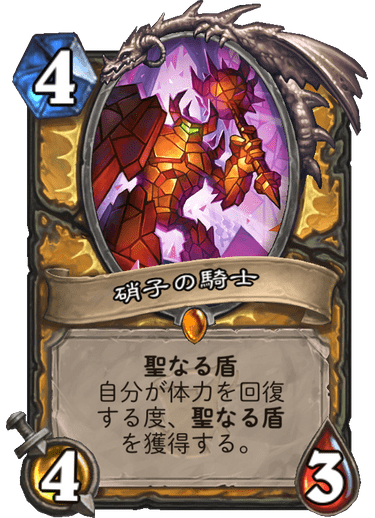 4
硝子の騎士
聖なる盾
自分が体力を回復
する度、聖なる盾
を獲得する。
4
3